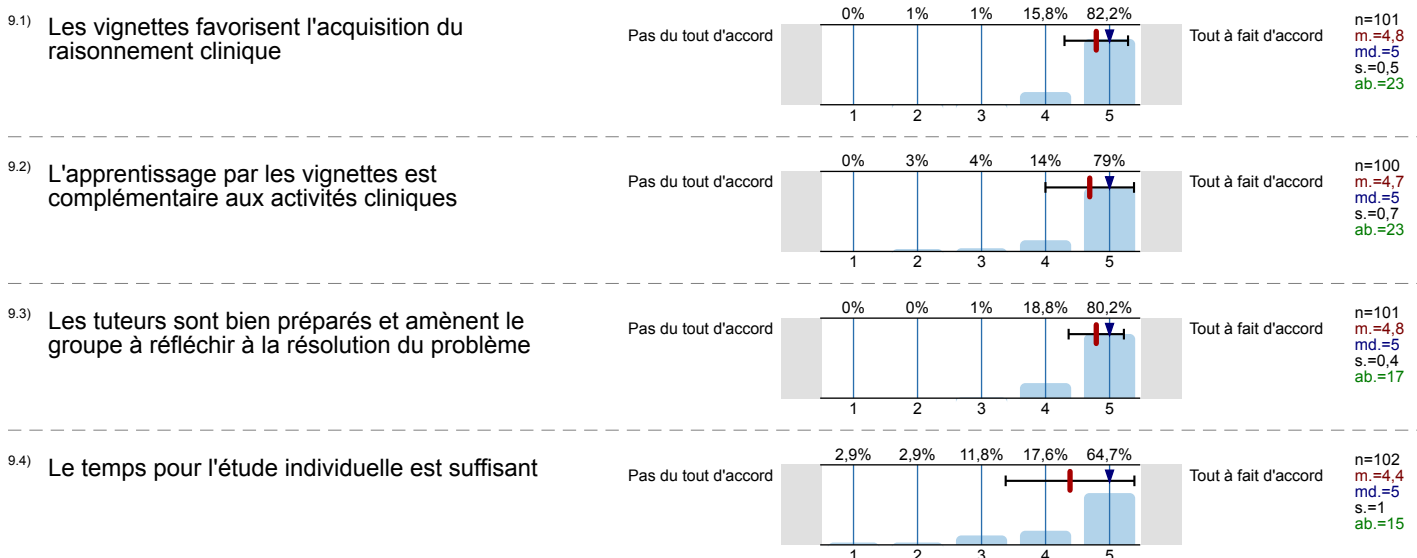 9.1) Les vignettes favorisent l'acquisition du
raisonnement clinique
Pas du tout d'accord
0% 1% 1% 15,8% 82,2%
1 2 3 4 5
Tout à fait d'accord
n=101
m.=4,8
md.=5
s.=0,5
ab.=23
9.2) L'apprentissage par les vignettes est
complémentaire aux activités cliniques
Pas du tout d'accord
0% 3% 4% 14% 79%
1 2 3 4 5
Tout à fait d'accord
n=100
m.=4,7
md.=5
s.=0,7
ab.=23
9.3) Les tuteurs sont bien préparés et amènent le
groupe à réfléchir à la résolution du problème
Pas du tout d'accord
0% 0% 1% 18,8% 80,2%
1 2 3 4 5
Tout à fait d'accord
n=101
m.=4,8
md.=5
s.=0,4
ab.=17
9.4) Le temps pour l'étude individuelle est suffisant
Pas du tout d'accord
2,9% 2,9% 11,8% 17,6% 64,7%
1 2 3 4 5
Tout à fait d'accord
n=102
m.=4,4
md.=5
s.=1
ab.=15